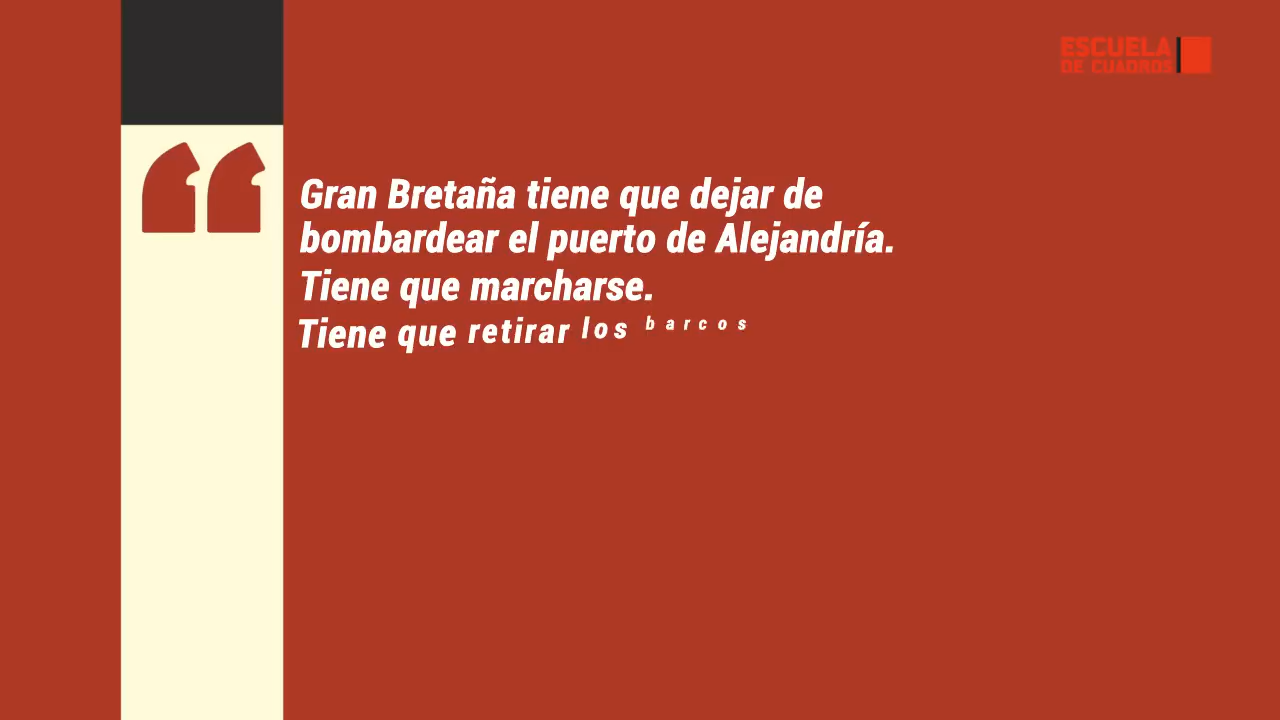 ESCUELA
DE CUADROS
Gran Bretaña tiene que dejar de
bombardear el puerto de Alejandría.
Tiene que marcharse.
Tiene que retirar los barcos